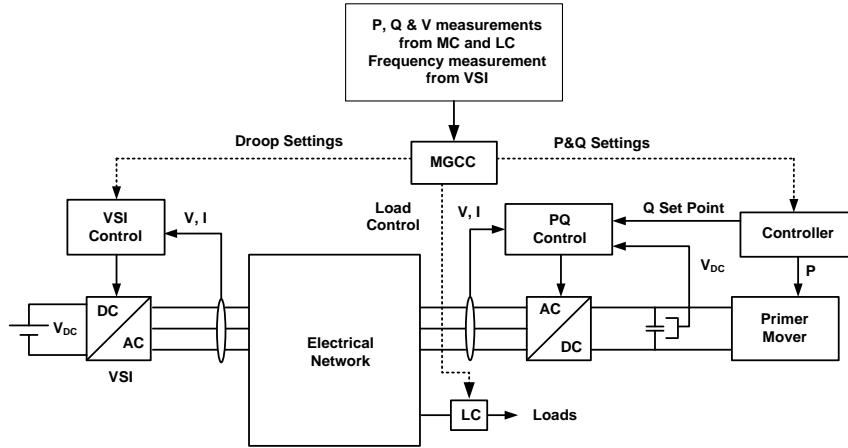 P, Q & V measurements
from MC and LC
Frequency measurement
from VSI
Droop Settings
P&Q Settings
MGCC
VSI
Control
V, I
Load
Control
V, I
PQ
Control
Q Set Point
Controller
V_DC
P
DC
AC
V_DC
VSI
Electrical
Network
AC
DC
Primer
Mover
LC
Loads